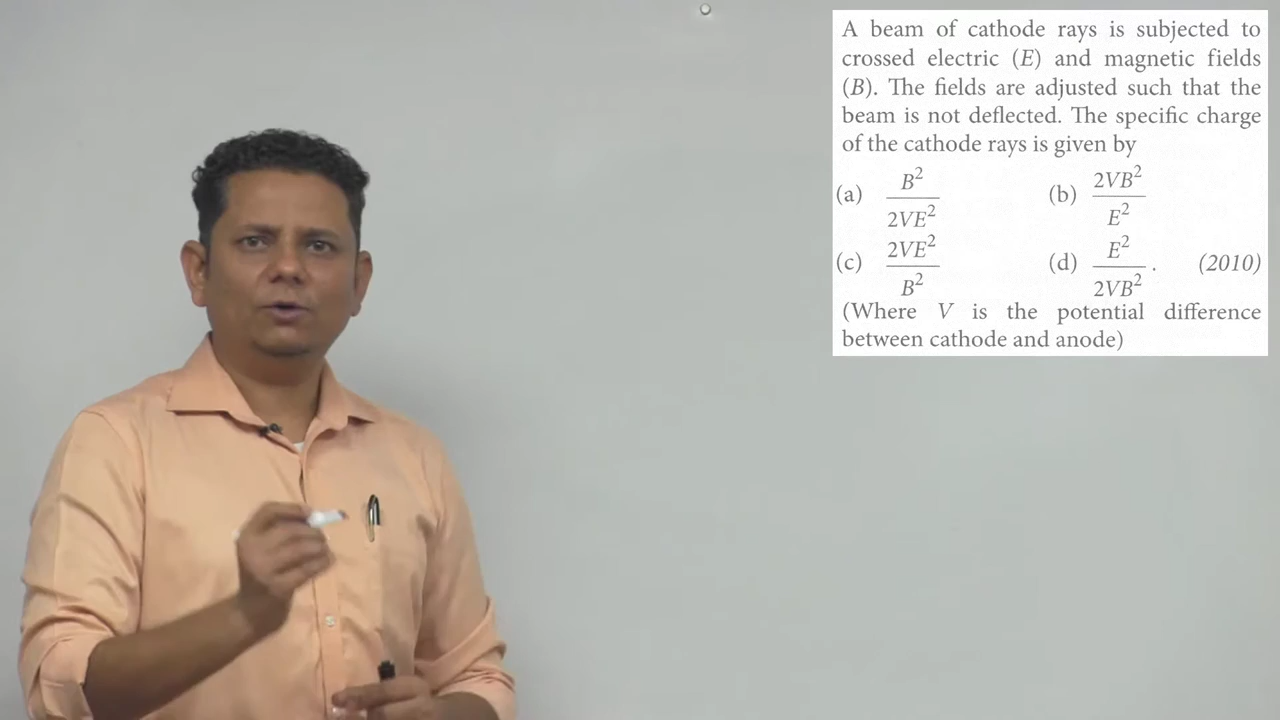 A beam of cathode rays is subjected to
crossed electric (E) and magnetic fields
(B). The fields are adjusted such that the
beam is not deflected. The specific charge
of the cathode rays is given by
(a) B²/2VE² (b) 2VB²/E²
(c) 2VE²/B² (d) E²/2VB². (2010)
(Where V is the potential difference
between cathode and anode)